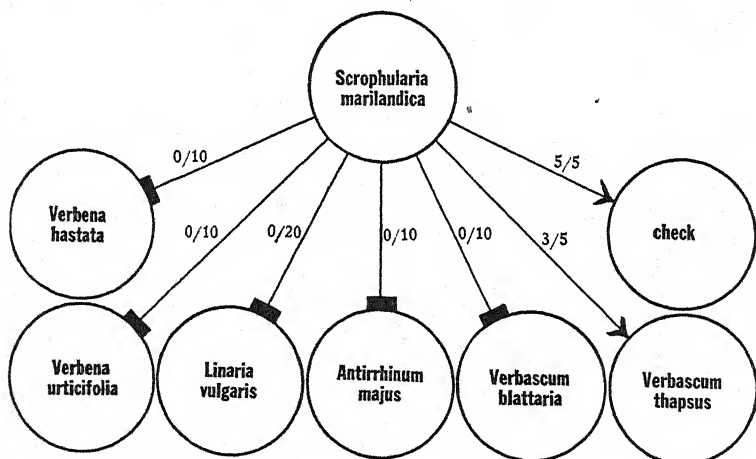 Scrophularia
marilandica
0/10
5/5
Verbena
hastata
0/10
0/20
0/10
0/10
3/5
check
Verbena
urticifolia
Linaria
vulgaris
Antirrhinum
majus
Verbascum
blattaria
Verbascum
thapsus